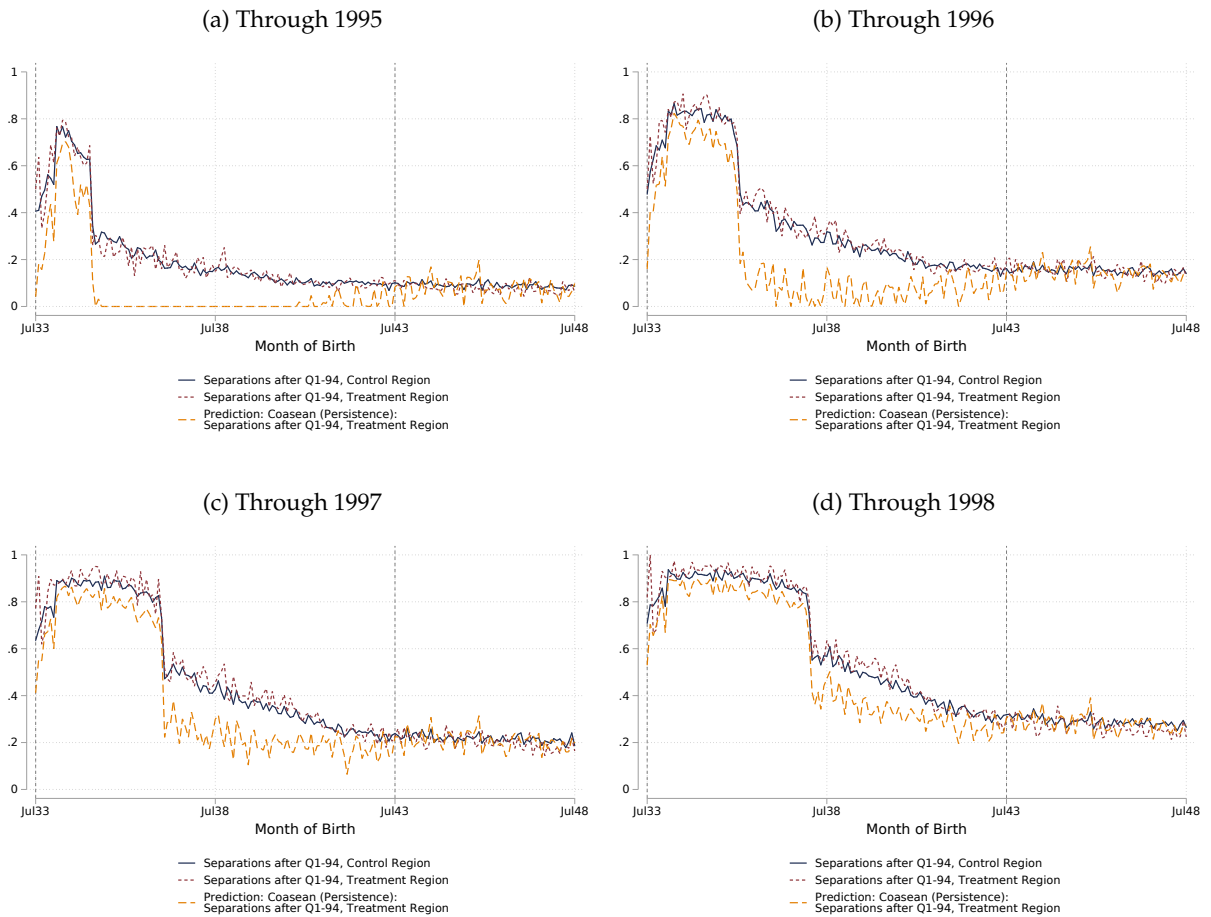 (a) Through 1995
1
.8
.6
.4
.2
0
Jul33
Jul38
Jul43
Jul48
Month of Birth
Separations after Q1-94, Control Region
Separations after Q1-94, Treatment Region
Prediction: Coasean (Persistence):
Separations after Q1-94, Treatment Region
(b) Through 1996
1
.8
.6
.4
.2
0
Jul33
Jul38
Jul43
Jul48
Month of Birth
Separations after Q1-94, Control Region
Separations after Q1-94, Treatment Region
Prediction: Coasean (Persistence):
Separations after Q1-94, Treatment Region
(c) Through 1997
1
.8
.6
.4
.2
0
Jul33
Jul38
Jul43
Jul48
Month of Birth
Separations after Q1-94, Control Region
Separations after Q1-94, Treatment Region
Prediction: Coasean (Persistence):
Separations after Q1-94, Treatment Region
(d) Through 1998
1
.8
.6
.4
.2
0
Jul33
Jul38
Jul43
Jul48
Month of Birth
Separations after Q1-94, Control Region
Separations after Q1-94, Treatment Region
Prediction: Coasean (Persistence):
Separations after Q1-94, Treatment Region